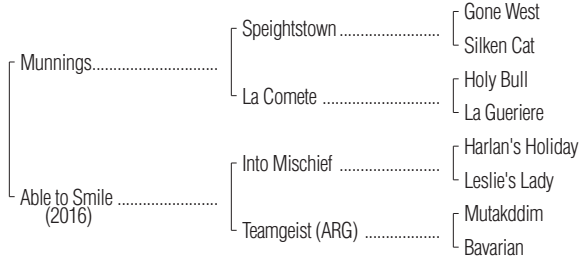 Gone West
Speightstown
Silken Cat
Munnings
Holy Bull
La Comete
La Gueriere
Harlan's Holiday
Into Mischief
Leslie's Lady
Able to Smile
(2016)
Mutakddim
Teamgeist (ARG)
Bavarian